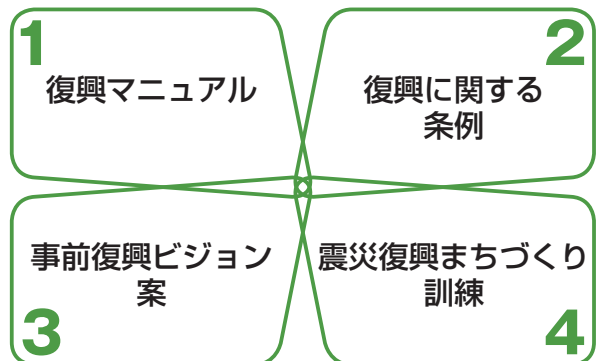 1
復興マニュアル
2
復興に関する
条例
3
事前復興ビジョン
案
4
震災復興まちづくり
訓練